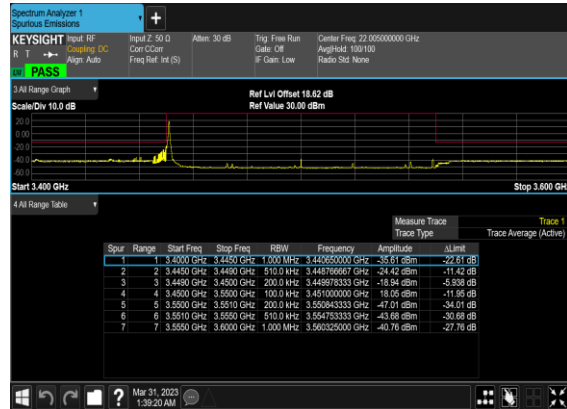 Spectrum Analyzer 1
Spurious Emissions
+
KEYSIGHT Input: RF Input Z: 50 Ω Atten: 30 dB Trig: Free Run Center Freq: 22.005000000 GHz
R T Coupling: DC Corr CCorr Gate: Off Avg|Hold: 100/100
Align: Auto Freq Ref: Int (S) IF Gain: Low Radio Std: None
PASS
3 All Range Graph Ref Lvl Offset 18.62 dB
Scale/Div 10.0 dB Ref Value 30.00 dBm
20.0
0.00
-20.0
-40.0
-60.0
Start 3.400 GHz Stop 3.600 GHz
4 All Range Table
Measure Trace Trace 1
Trace Type Trace Average (Active)
Spur Range Start Freq Stop Freq RBW Frequency Amplitude ΔLimit
1 1 3.4000 GHz 3.4450 GHz 1.000 MHz 3.440650000 GHz -35.61 dBm -22.61 dB
2 2 3.4450 GHz 3.4490 GHz 510.0 kHz 3.448766667 GHz -24.42 dBm -11.42 dB
3 3 3.4490 GHz 3.4500 GHz 200.0 kHz 3.449978333 GHz -18.94 dBm -5.938 dB
4 4 3.4500 GHz 3.5500 GHz 100.0 kHz 3.451000000 GHz 18.05 dBm -11.95 dB
5 5 3.5500 GHz 3.5510 GHz 200.0 kHz 3.550843333 GHz -47.01 dBm -34.01 dB
6 6 3.5510 GHz 3.5550 GHz 510.0 kHz 3.554753333 GHz -43.68 dBm -30.68 dB
7 7 3.5550 GHz 3.6000 GHz 1.000 MHz 3.560325000 GHz -40.76 dBm -27.76 dB
? Mar 31, 2023
1:39:20 AM